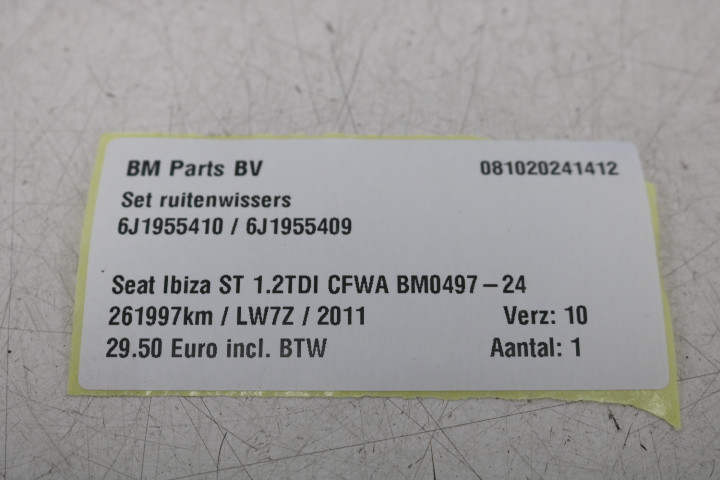 BM Parts BV 081020241412
Set ruitenwissers
6J1955410 / 6J1955409
Seat Ibiza ST 1.2TDI CFWA BM0497-24
261997km / LW7Z / 2011 Verz: 10
29.50 Euro incl. BTW Aantal: 1